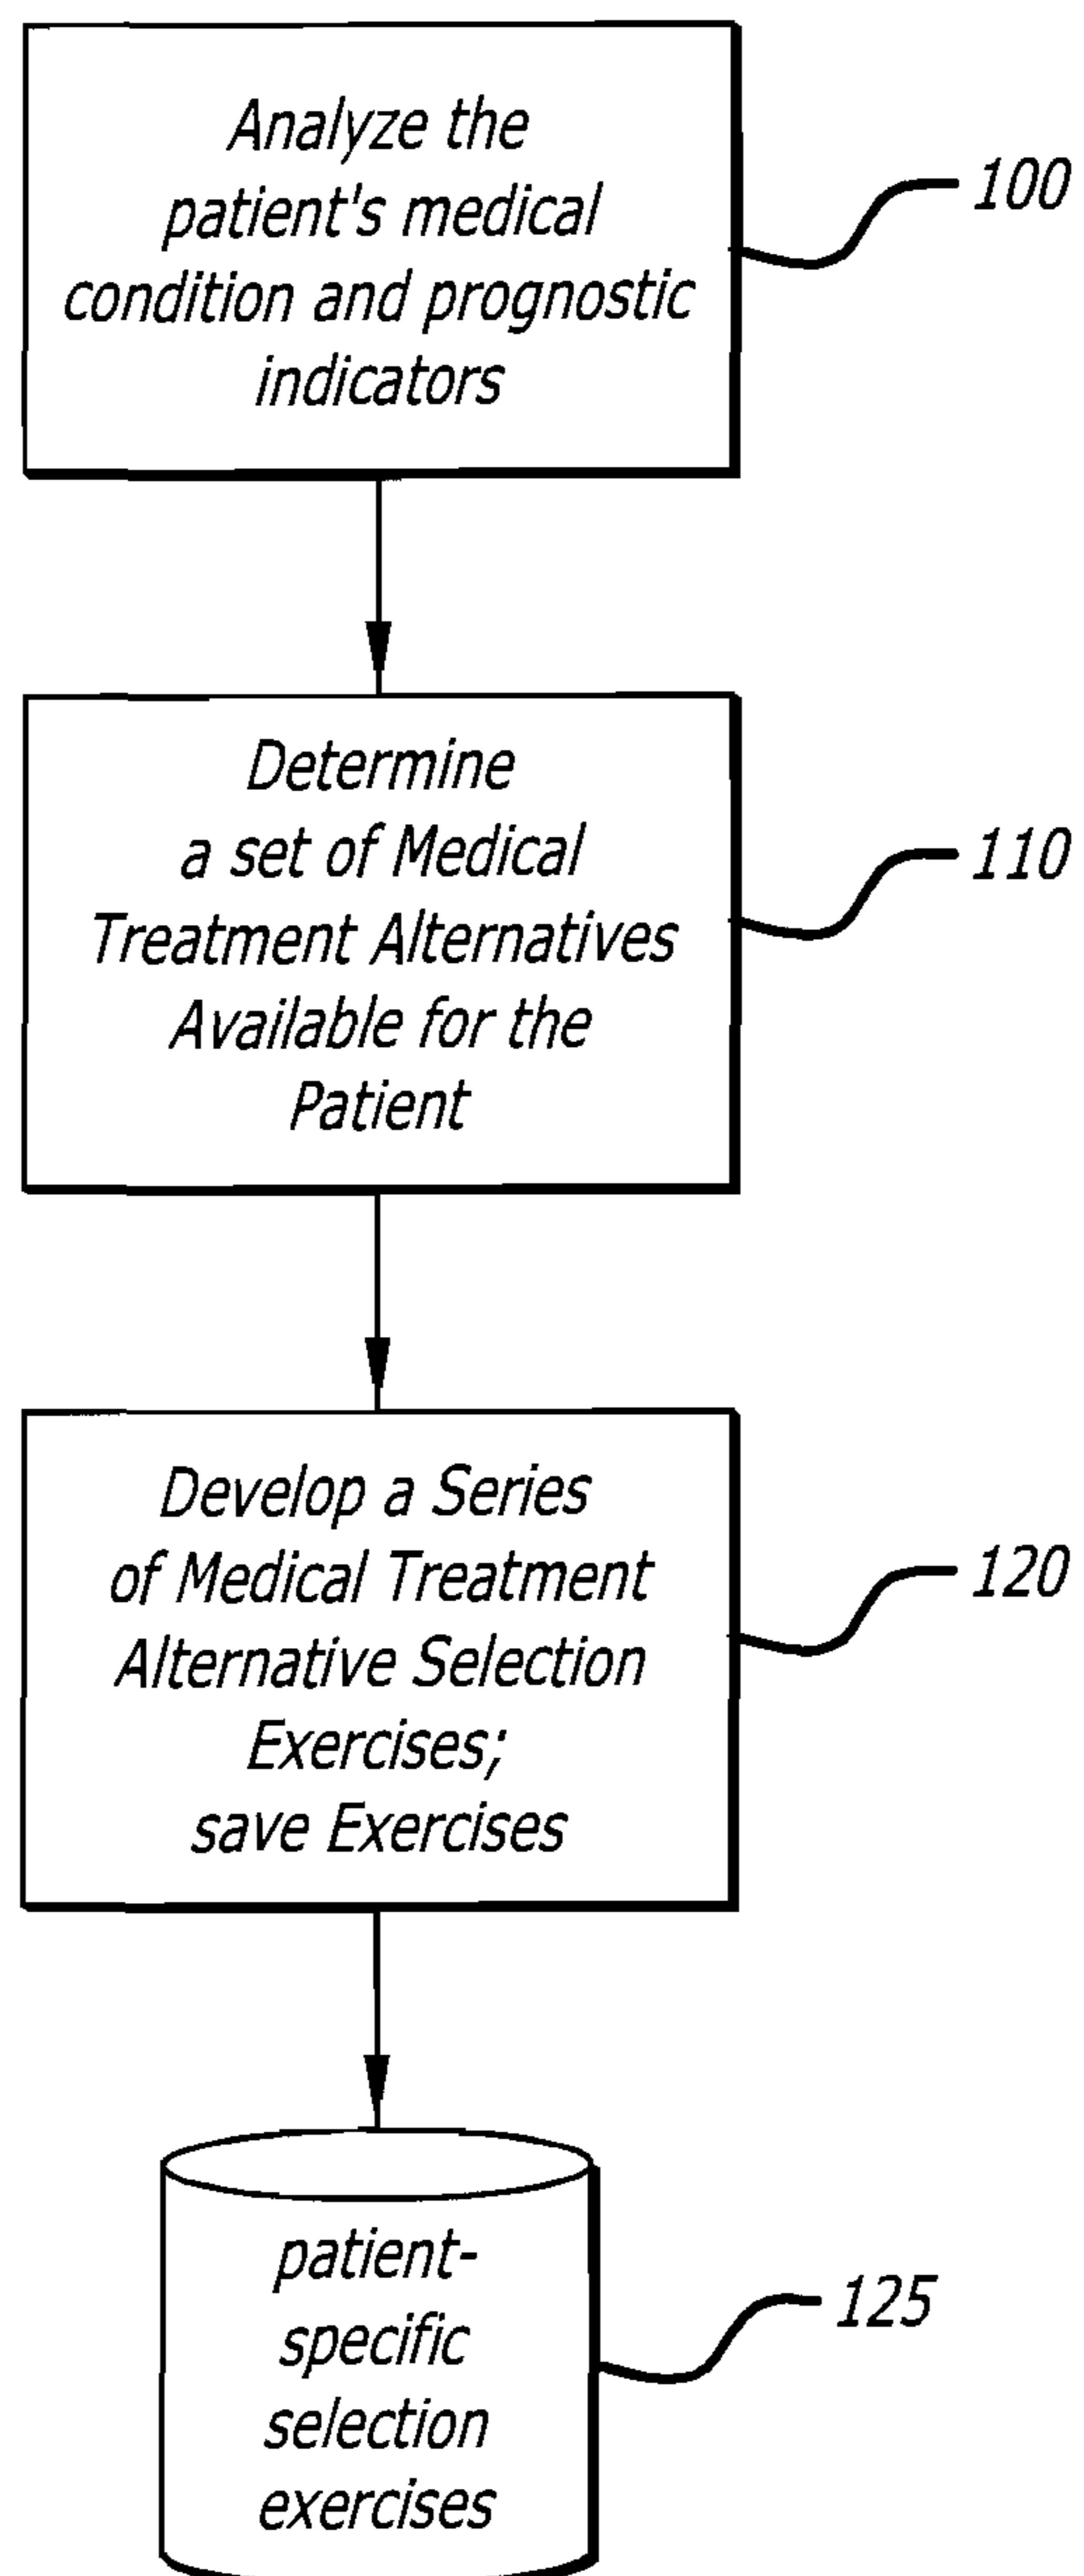 Analyze the
patient's medical
condition and prognostic
indicators
100
Determine
a set of Medical
Treatment Alternatives
Available for the
Patient
110
Develop a Series
of Medical Treatment
Alternative Selection
Exercises;
save Exercises
120
patient-
specific
selection
exercises
125